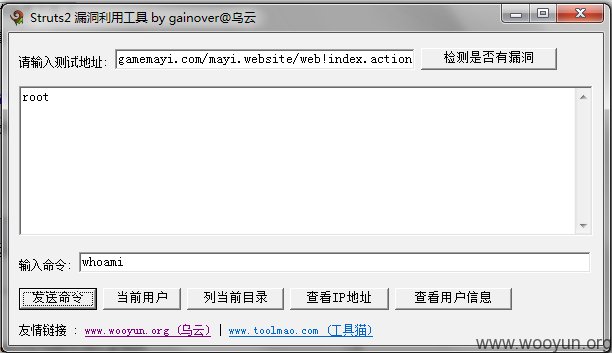 Struts2 漏洞利用工具 by gainover@乌云
请输入测试地址: gamemayi.com/mayi.website/web!index.action 检测是否有漏洞
root
输入命令: whoami
发送命令 当前用户 列当前目录 查看IP地址 查看用户信息
友情链接 : www.wooyun.org (乌云) | www.toolmao.com (工具猫)
www.wooyun.org